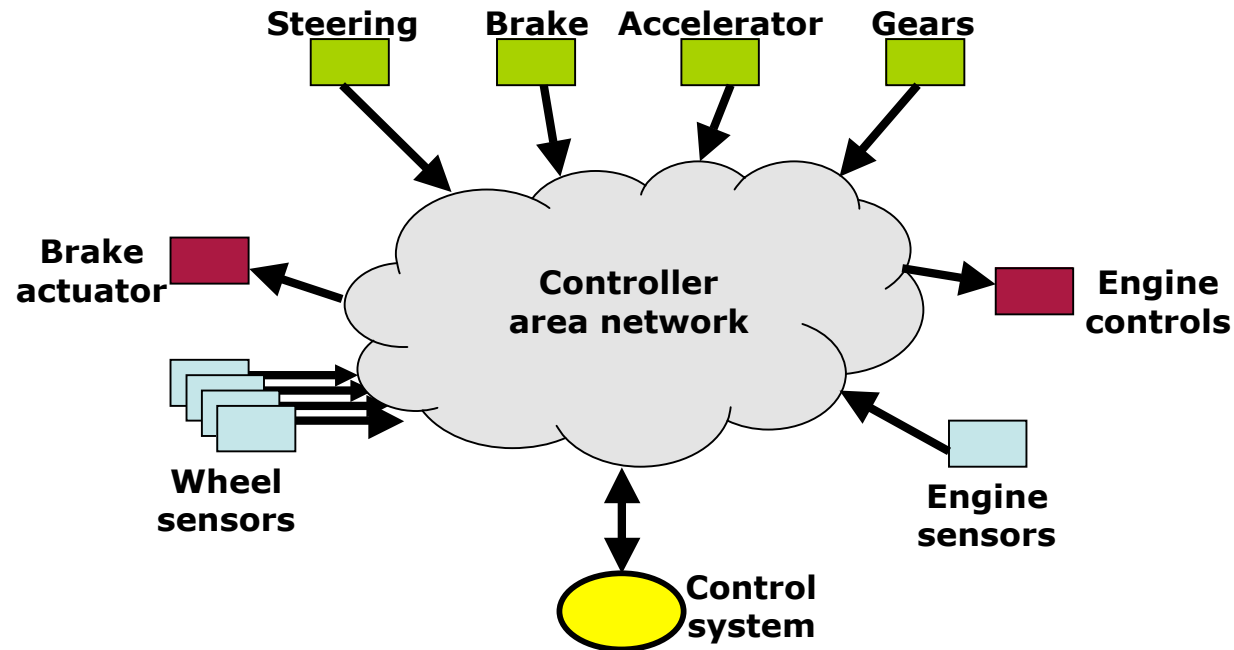 Steering
Brake
Accelerator
Gears
Brake
actuator
Controller
area network
Engine
controls
Wheel
sensors
Engine
sensors
Control
system